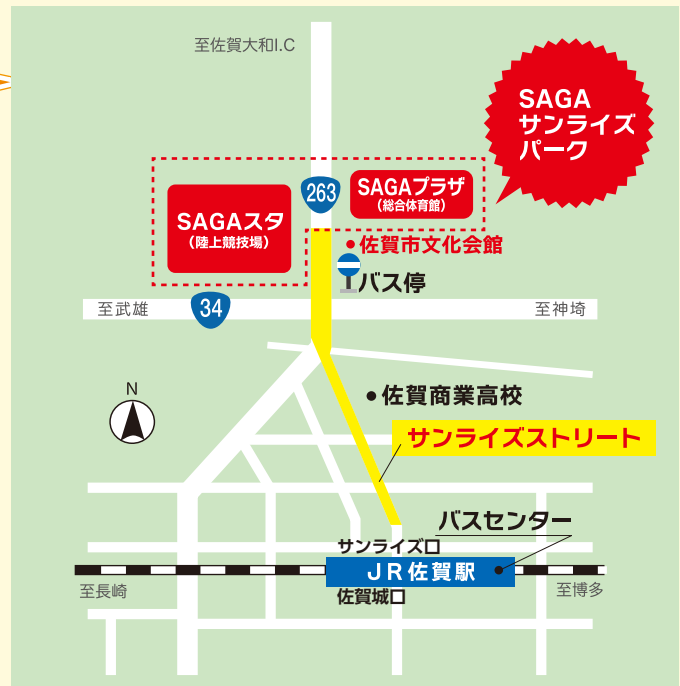 至佐賀大和I.C
SAGA
サンライズ
パーク
263
SAGAプラザ
(総合体育館)
SAGAスタ
(陸上競技場)
佐賀市文化会館
バス停
至武雄
34
至神埼
N
佐賀商業高校
サンライズストリート
バスセンター
サンライズ口
JR佐賀駅
至長崎
至博多
佐賀城口